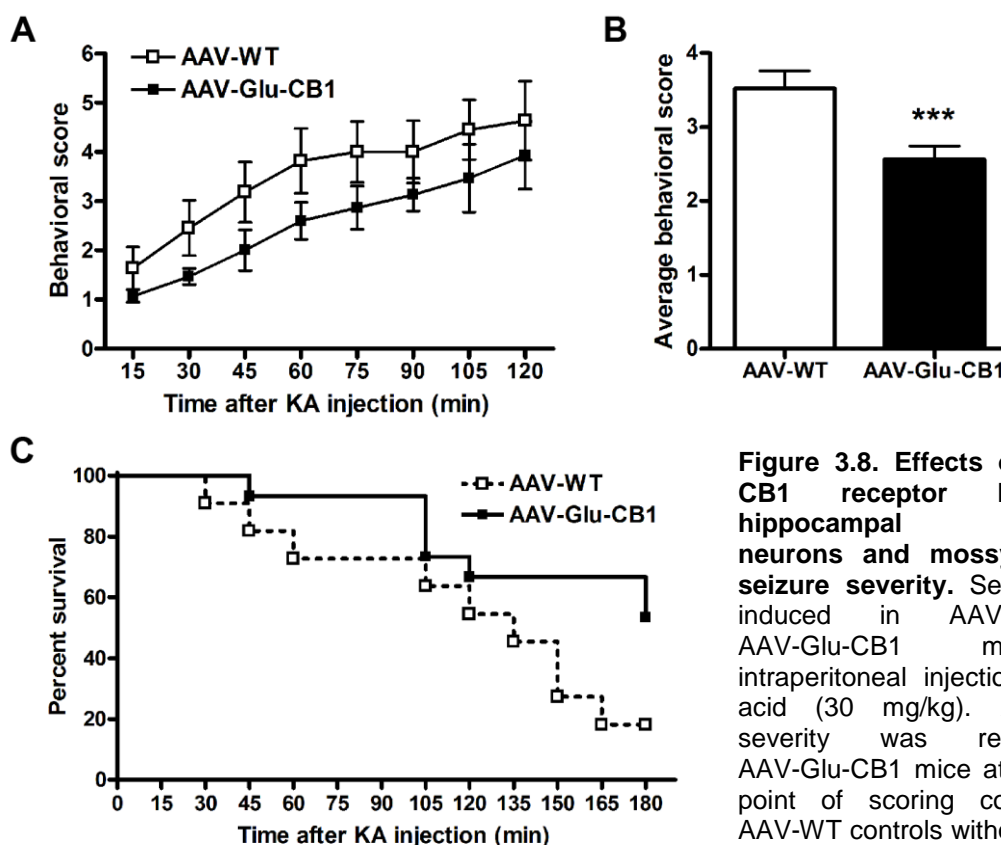 A
6
5
4
3
2
1
0
Behavioral score
AAV-WT
AAV-Glu-CB1
15 30 45 60 75 90 105 120
Time after KA injection (min)
B
4
3
2
1
0
Average behavioral score
***
AAV-WT AAV-Glu-CB1
C
100
80
60
40
20
0
Percent survival
AAV-WT
AAV-Glu-CB1
0 15 30 45 60 75 90 105 120 135 150 165 180
Time after KA injection (min)
Figure 3.8. Effects
CB1 receptor
hippocampal
neurons and mossy
seizure severity.
induced in AAV-
AAV-Glu-CB1
intraperitoneal
acid (30 mg/kg).
severity was
AAV-Glu-CB1 mice
point of scoring
AAV-WT controls